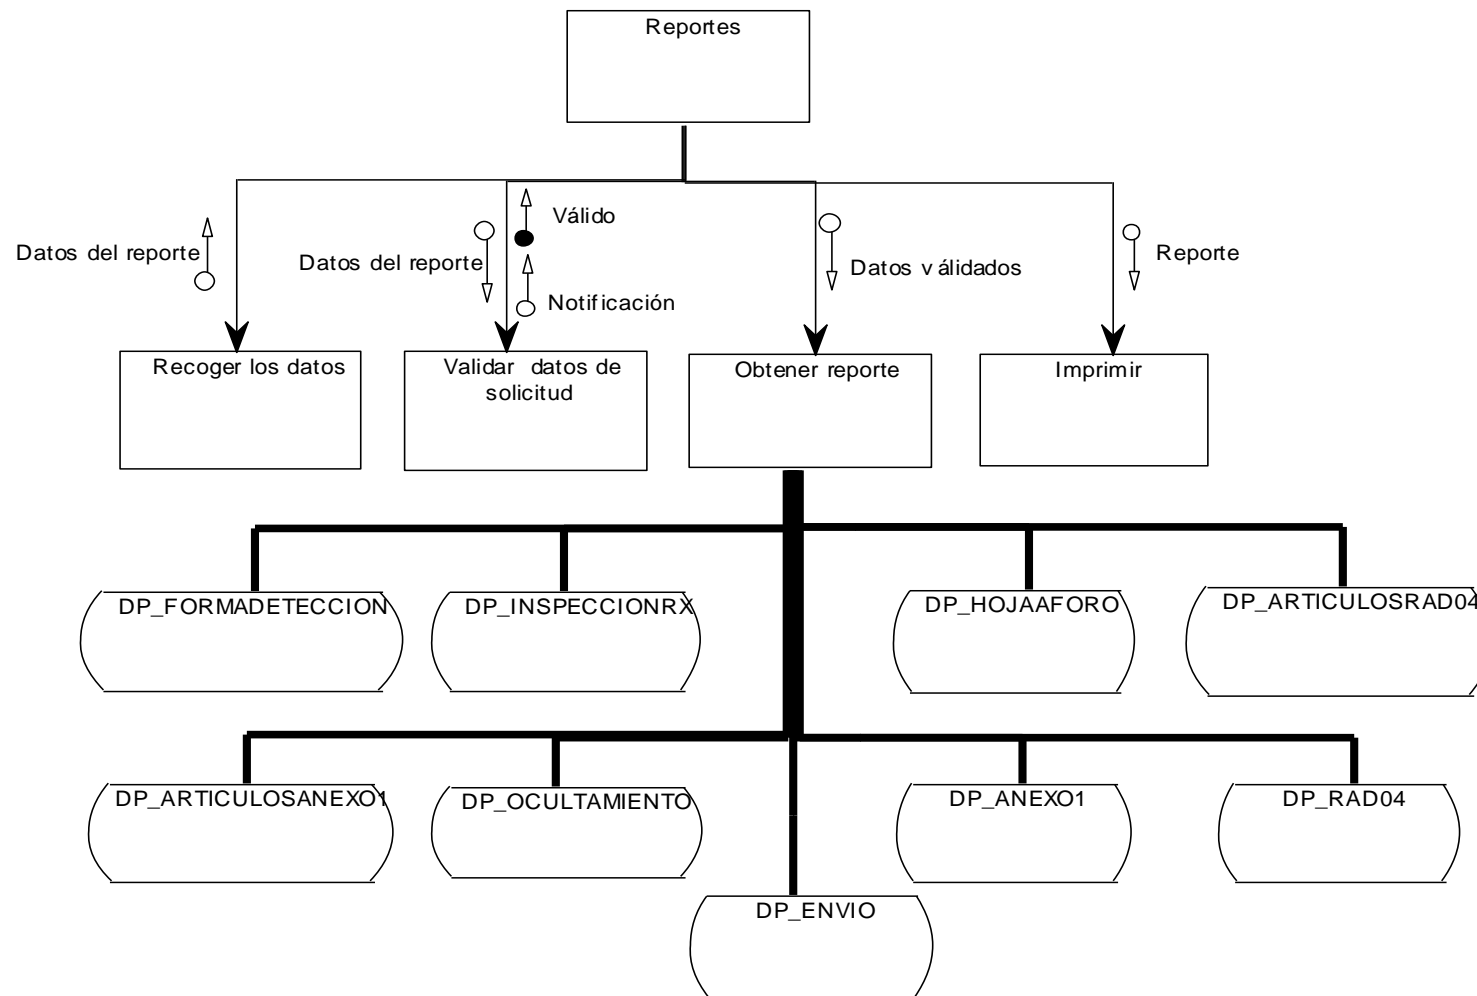 Reportes
Válido
Datos del reporte
Datos del reporte
Datos válidados
Reporte
Notificación
Recoger los datos
Validar datos de
solicitud
Obtener reporte
Imprimir
DP_FORMADETECCION
DP_INSPECCIONRX
DP_HOJAAFORO
DP_ARTICULOSRAD04
DP_ARTICULOSANEXO1
DP_OCULTAMIENTO
DP_ANEXO1
DP_RAD04
DP_ENVIO